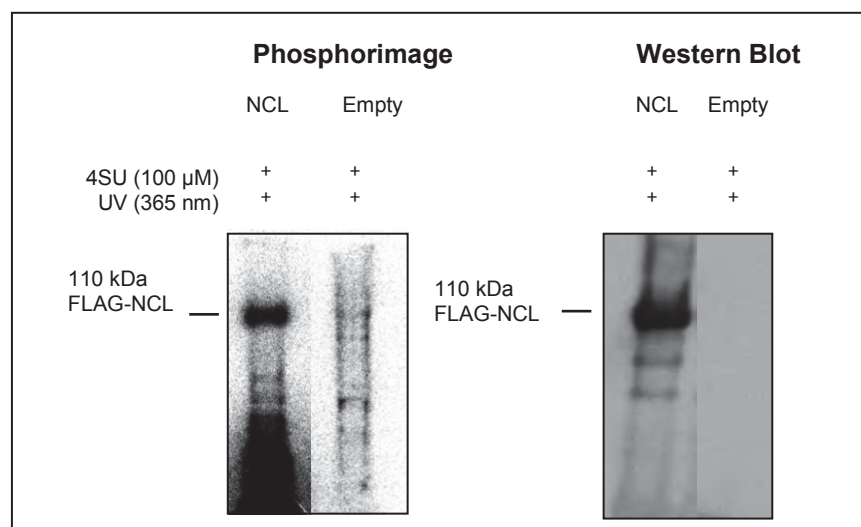 Phosphorimage Western Blot
NCL Empty NCL Empty
4SU (100 µM) + + + +
UV (365 nm) + + + +
110 kDa
FLAG-NCL
110 kDa
FLAG-NCL